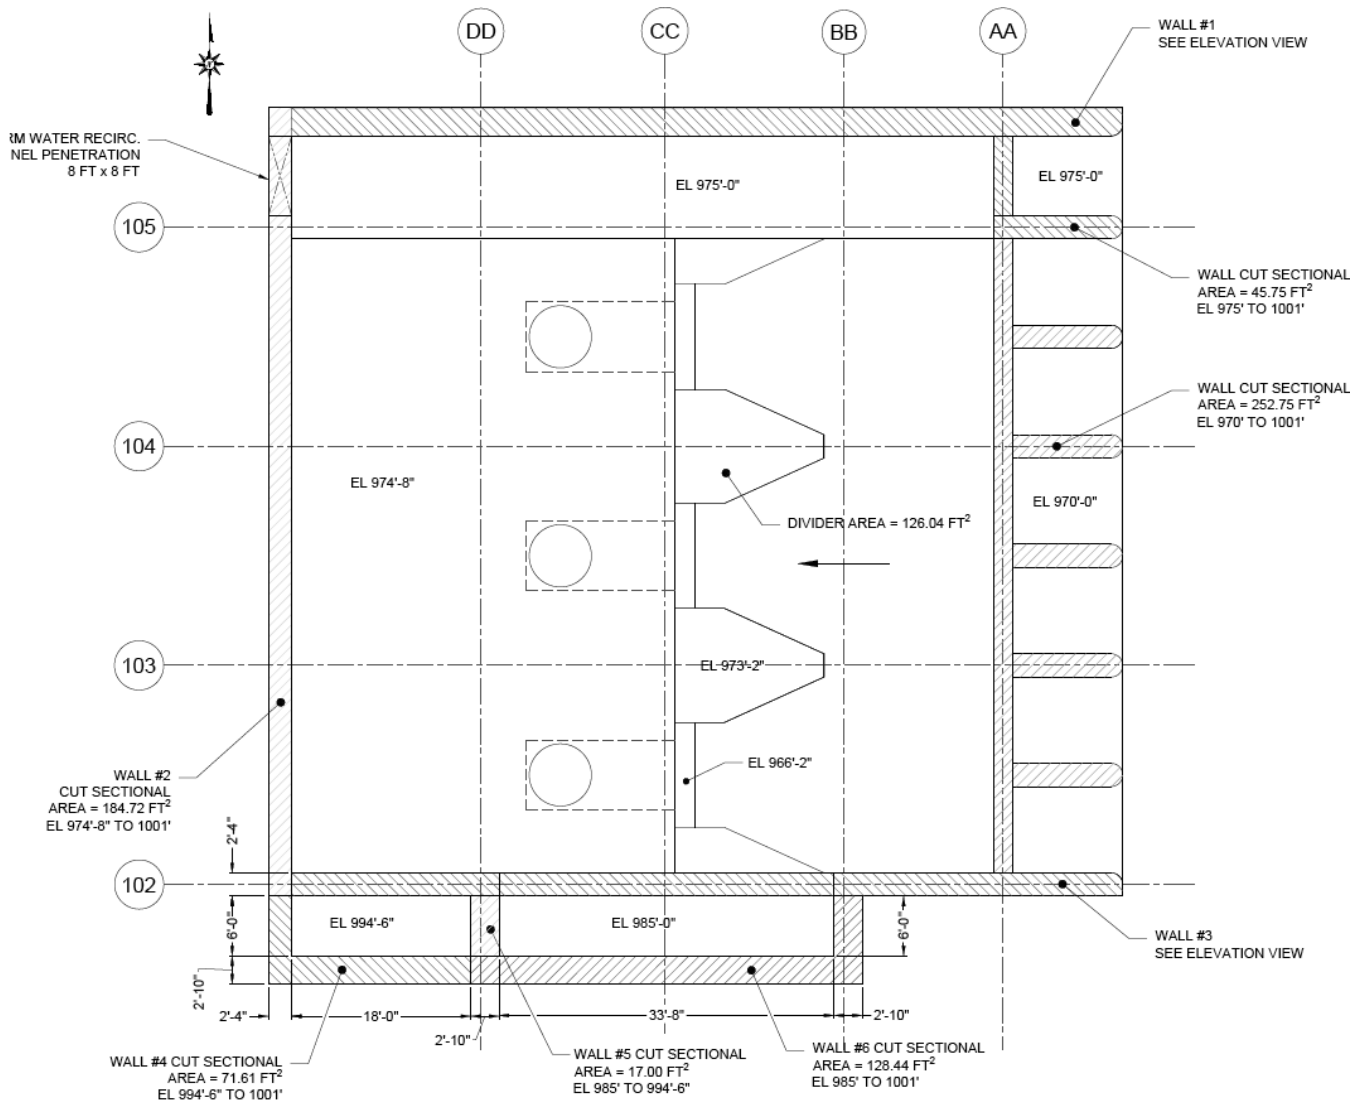 DD
CC
BB
AA
WALL #1
SEE ELEVATION VIEW
WATER RECIRC.
PENETRATION
8 FT x 8 FT
EL 975'-0"
EL 975'-0"
105
WALL CUT SECTIONAL
AREA = 45.75 FT²
EL 975' TO 1001'
WALL CUT SECTIONAL
AREA = 252.75 FT²
EL 970' TO 1001'
104
EL 974'-8"
EL 970'-0"
DIVIDER AREA = 126.04 FT²
103
EL 973'-2"
EL 966'-2"
WALL #2
CUT SECTIONAL
AREA = 184.72 FT²
EL 974'-8" TO 1001'
2'-4"
102
6'-0"
EL 994'-6"
EL 985'-0"
6'-0"
WALL #3
SEE ELEVATION VIEW
2'-10"
2'-4"
18'-0"
2'-10"
33'-8"
2'-10"
WALL #4 CUT SECTIONAL
AREA = 71.61 FT²
EL 994'-6" TO 1001'
WALL #5 CUT SECTIONAL
AREA = 17.00 FT²
EL 985' TO 994'-6"
WALL #6 CUT SECTIONAL
AREA = 128.44 FT²
EL 985' TO 1001'